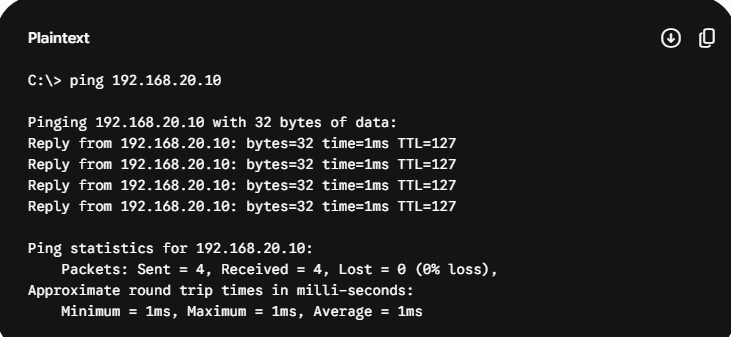 Plaintext
C:\> ping 192.168.20.10
Pinging 192.168.20.10 with 32 bytes of data:
Reply from 192.168.20.10: bytes=32 time=1ms TTL=127
Reply from 192.168.20.10: bytes=32 time=1ms TTL=127
Reply from 192.168.20.10: bytes=32 time=1ms TTL=127
Reply from 192.168.20.10: bytes=32 time=1ms TTL=127
Ping statistics for 192.168.20.10:
Packets: Sent = 4, Received = 4, Lost = 0 (0% loss),
Approximate round trip times in milli-seconds:
Minimum = 1ms, Maximum = 1ms, Average = 1ms